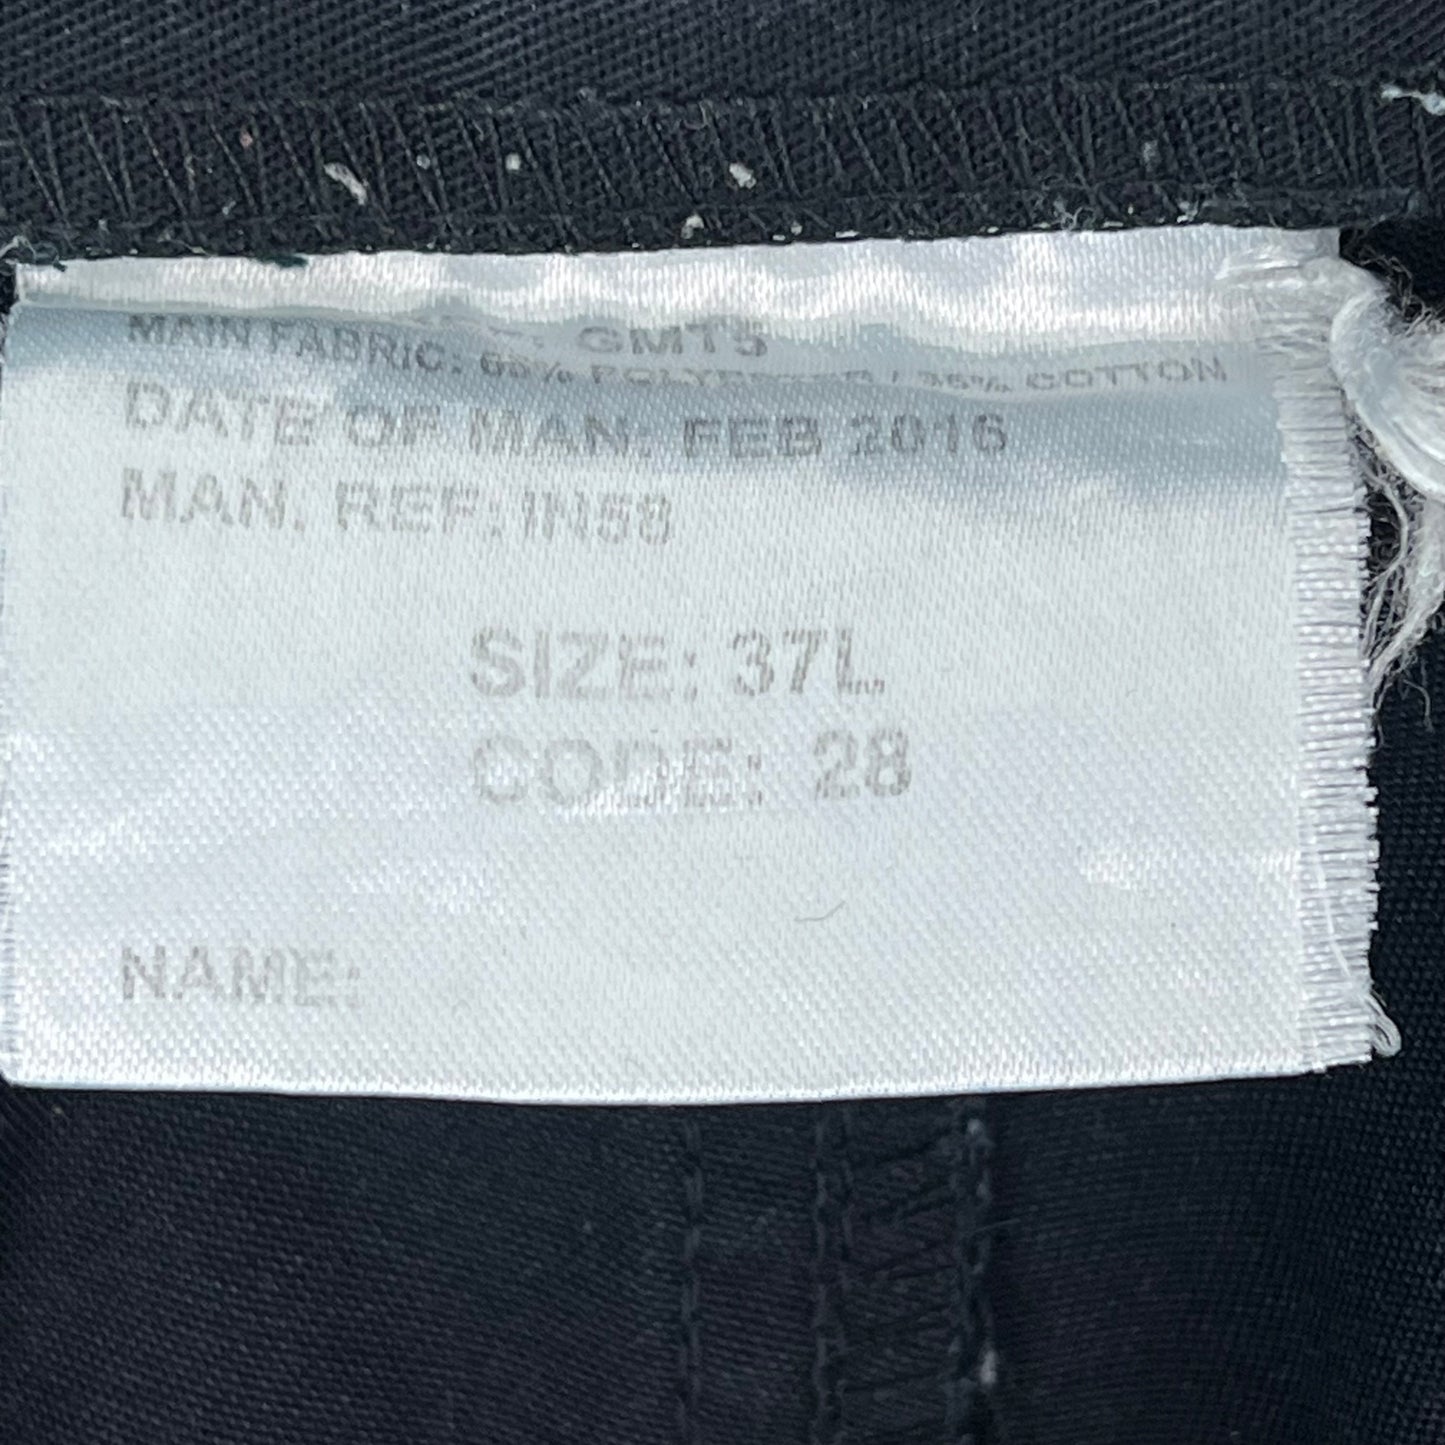 GMT5
MAIN FABRIC: 65% POLYESTER / 35% COTTON
DATE OF MAN. FEB 2016
MAN. REF: IN58
SIZE: 37L
CODE: 28
NAME: